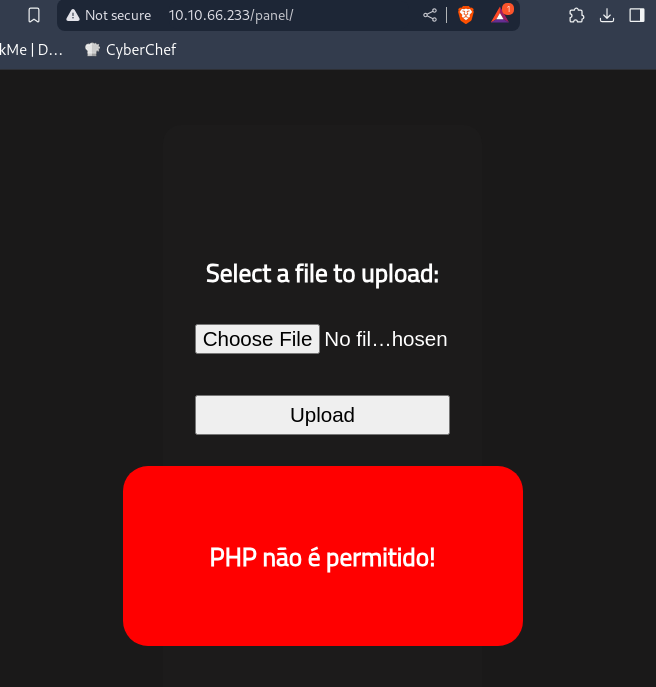 Not secure 10.10.66.233/panel/ 1
kMe | D… CyberChef
Select a file to upload:
Choose File No fil…hosen
Upload
PHP não é permitido!